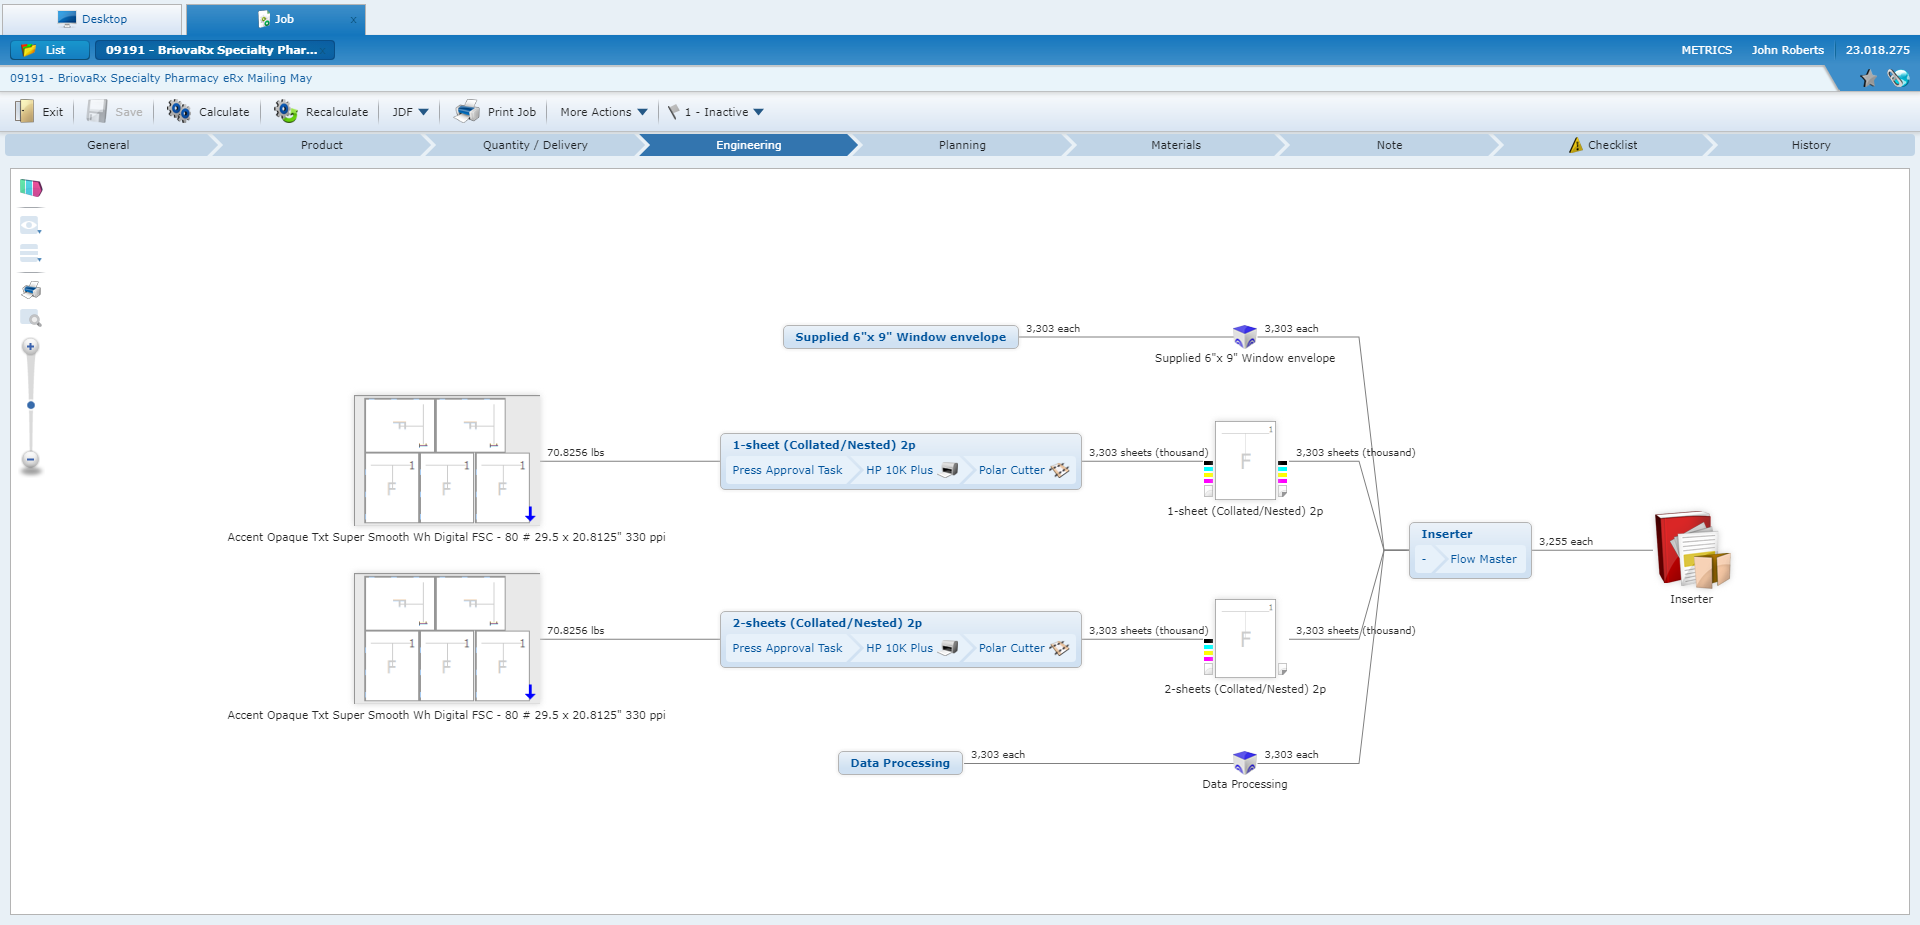 Desktop
Job
x
List
09191 - BriovaRx Specialty Phar...
METRICS
John Roberts
23.018.275
09191 - BriovaRx Specialty Pharmacy eRx Mailing May
Exit
Save
Calculate
Recalculate
JDF
Print Job
More Actions
1 - Inactive
General
Product
Quantity / Delivery
Engineering
Planning
Materials
Note
Checklist
History
Supplied 6"x 9" Window envelope
3,303 each
3,303 each
Supplied 6"x 9" Window envelope
F
F
1
1
1
F
F
F
Accent Opaque Txt Super Smooth Wh Digital FSC - 80 # 29.5 x 20.8125" 330 ppi
70.8256 lbs
1-sheet (Collated/Nested) 2p
Press Approval Task
HP 10K Plus
Polar Cutter
3,303 sheets (thousand)
1
F
3,303 sheets (thousand)
1-sheet (Collated/Nested) 2p
Inserter
-
Flow Master
3,255 each
Inserter
F
F
1
1
1
F
F
F
Accent Opaque Txt Super Smooth Wh Digital FSC - 80 # 29.5 x 20.8125" 330 ppi
70.8256 lbs
2-sheets (Collated/Nested) 2p
Press Approval Task
HP 10K Plus
Polar Cutter
3,303 sheets (thousand)
1
F
3,303 sheets (thousand)
2-sheets (Collated/Nested) 2p
Data Processing
3,303 each
3,303 each
Data Processing